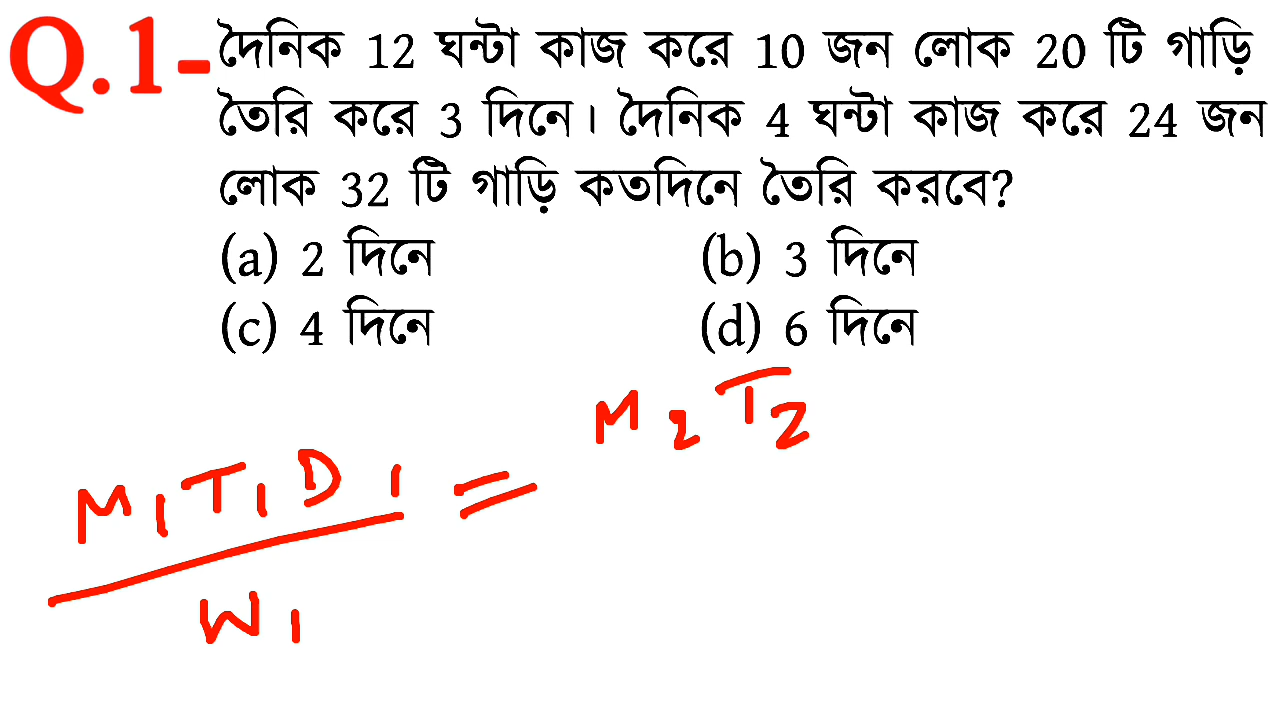 Q.1- দৈনিক 12 ঘন্টা কাজ করে 10 জন লোক 20 টি গাড়ি
তৈরি করে 3 দিনে। দৈনিক 4 ঘন্টা কাজ করে 24 জন
লোক 32 টি গাড়ি কতদিনে তৈরি করবে?
(a) 2 দিনে (b) 3 দিনে
(c) 4 দিনে (d) 6 দিনে
M₁T₁D₁ = M₂T₂
W₁